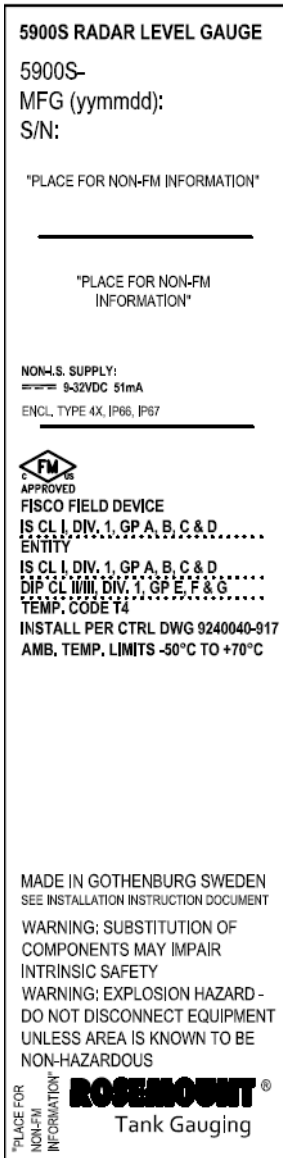 5900S RADAR LEVEL GAUGE
5900S-
MFG (yymmdd):
S/N:
"PLACE FOR NON-FM INFORMATION"
"PLACE FOR NON-FM
INFORMATION"
NON-I.S. SUPPLY:
9-32VDC 51mA
ENCL. TYPE 4X, IP66, IP67
C FM US
APPROVED
FISCO FIELD DEVICE
IS CL I, DIV. 1, GP A, B, C & D
ENTITY
IS CL I, DIV. 1, GP A, B, C & D
DIP CL II/III, DIV. 1, GP E, F & G
TEMP. CODE T4
INSTALL PER CTRL DWG 9240040-917
AMB. TEMP. LIMITS -50°C TO +70°C
MADE IN GOTHENBURG SWEDEN
SEE INSTALLATION INSTRUCTION DOCUMENT
WARNING: SUBSTITUTION OF
COMPONENTS MAY IMPAIR
INTRINSIC SAFETY
WARNING: EXPLOSION HAZARD -
DO NOT DISCONNECT EQUIPMENT
UNLESS AREA IS KNOWN TO BE
NON-HAZARDOUS
"PLACE FOR
NON-FM
INFORMATION"
ROSEMOUNT®
Tank Gauging